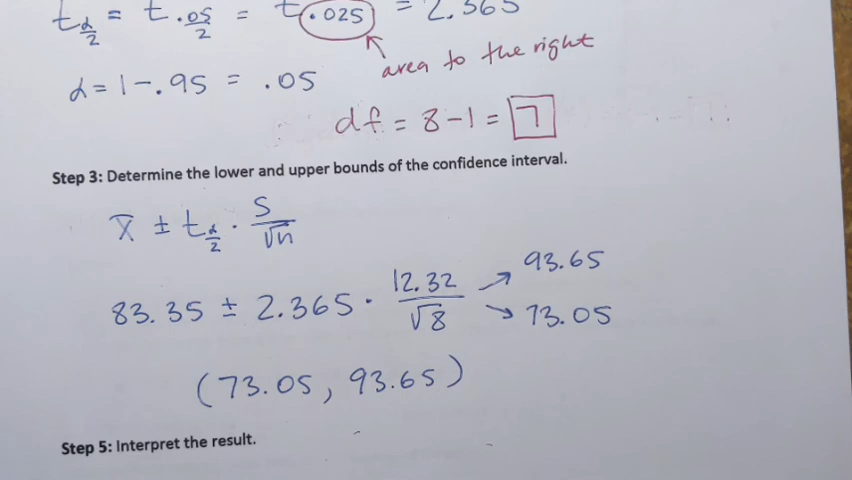 tα/2 = t.05/2 = t.025 = 2.365
area to the right
α = 1 - .95 = .05
df = 8 - 1 = 7
Step 3: Determine the lower and upper bounds of the confidence interval.
x̄ ± tα/2 · S/√n
83.35 ± 2.365 · 12.32/√8 → 93.65
→ 73.05
(73.05, 93.65)
Step 5: Interpret the result.